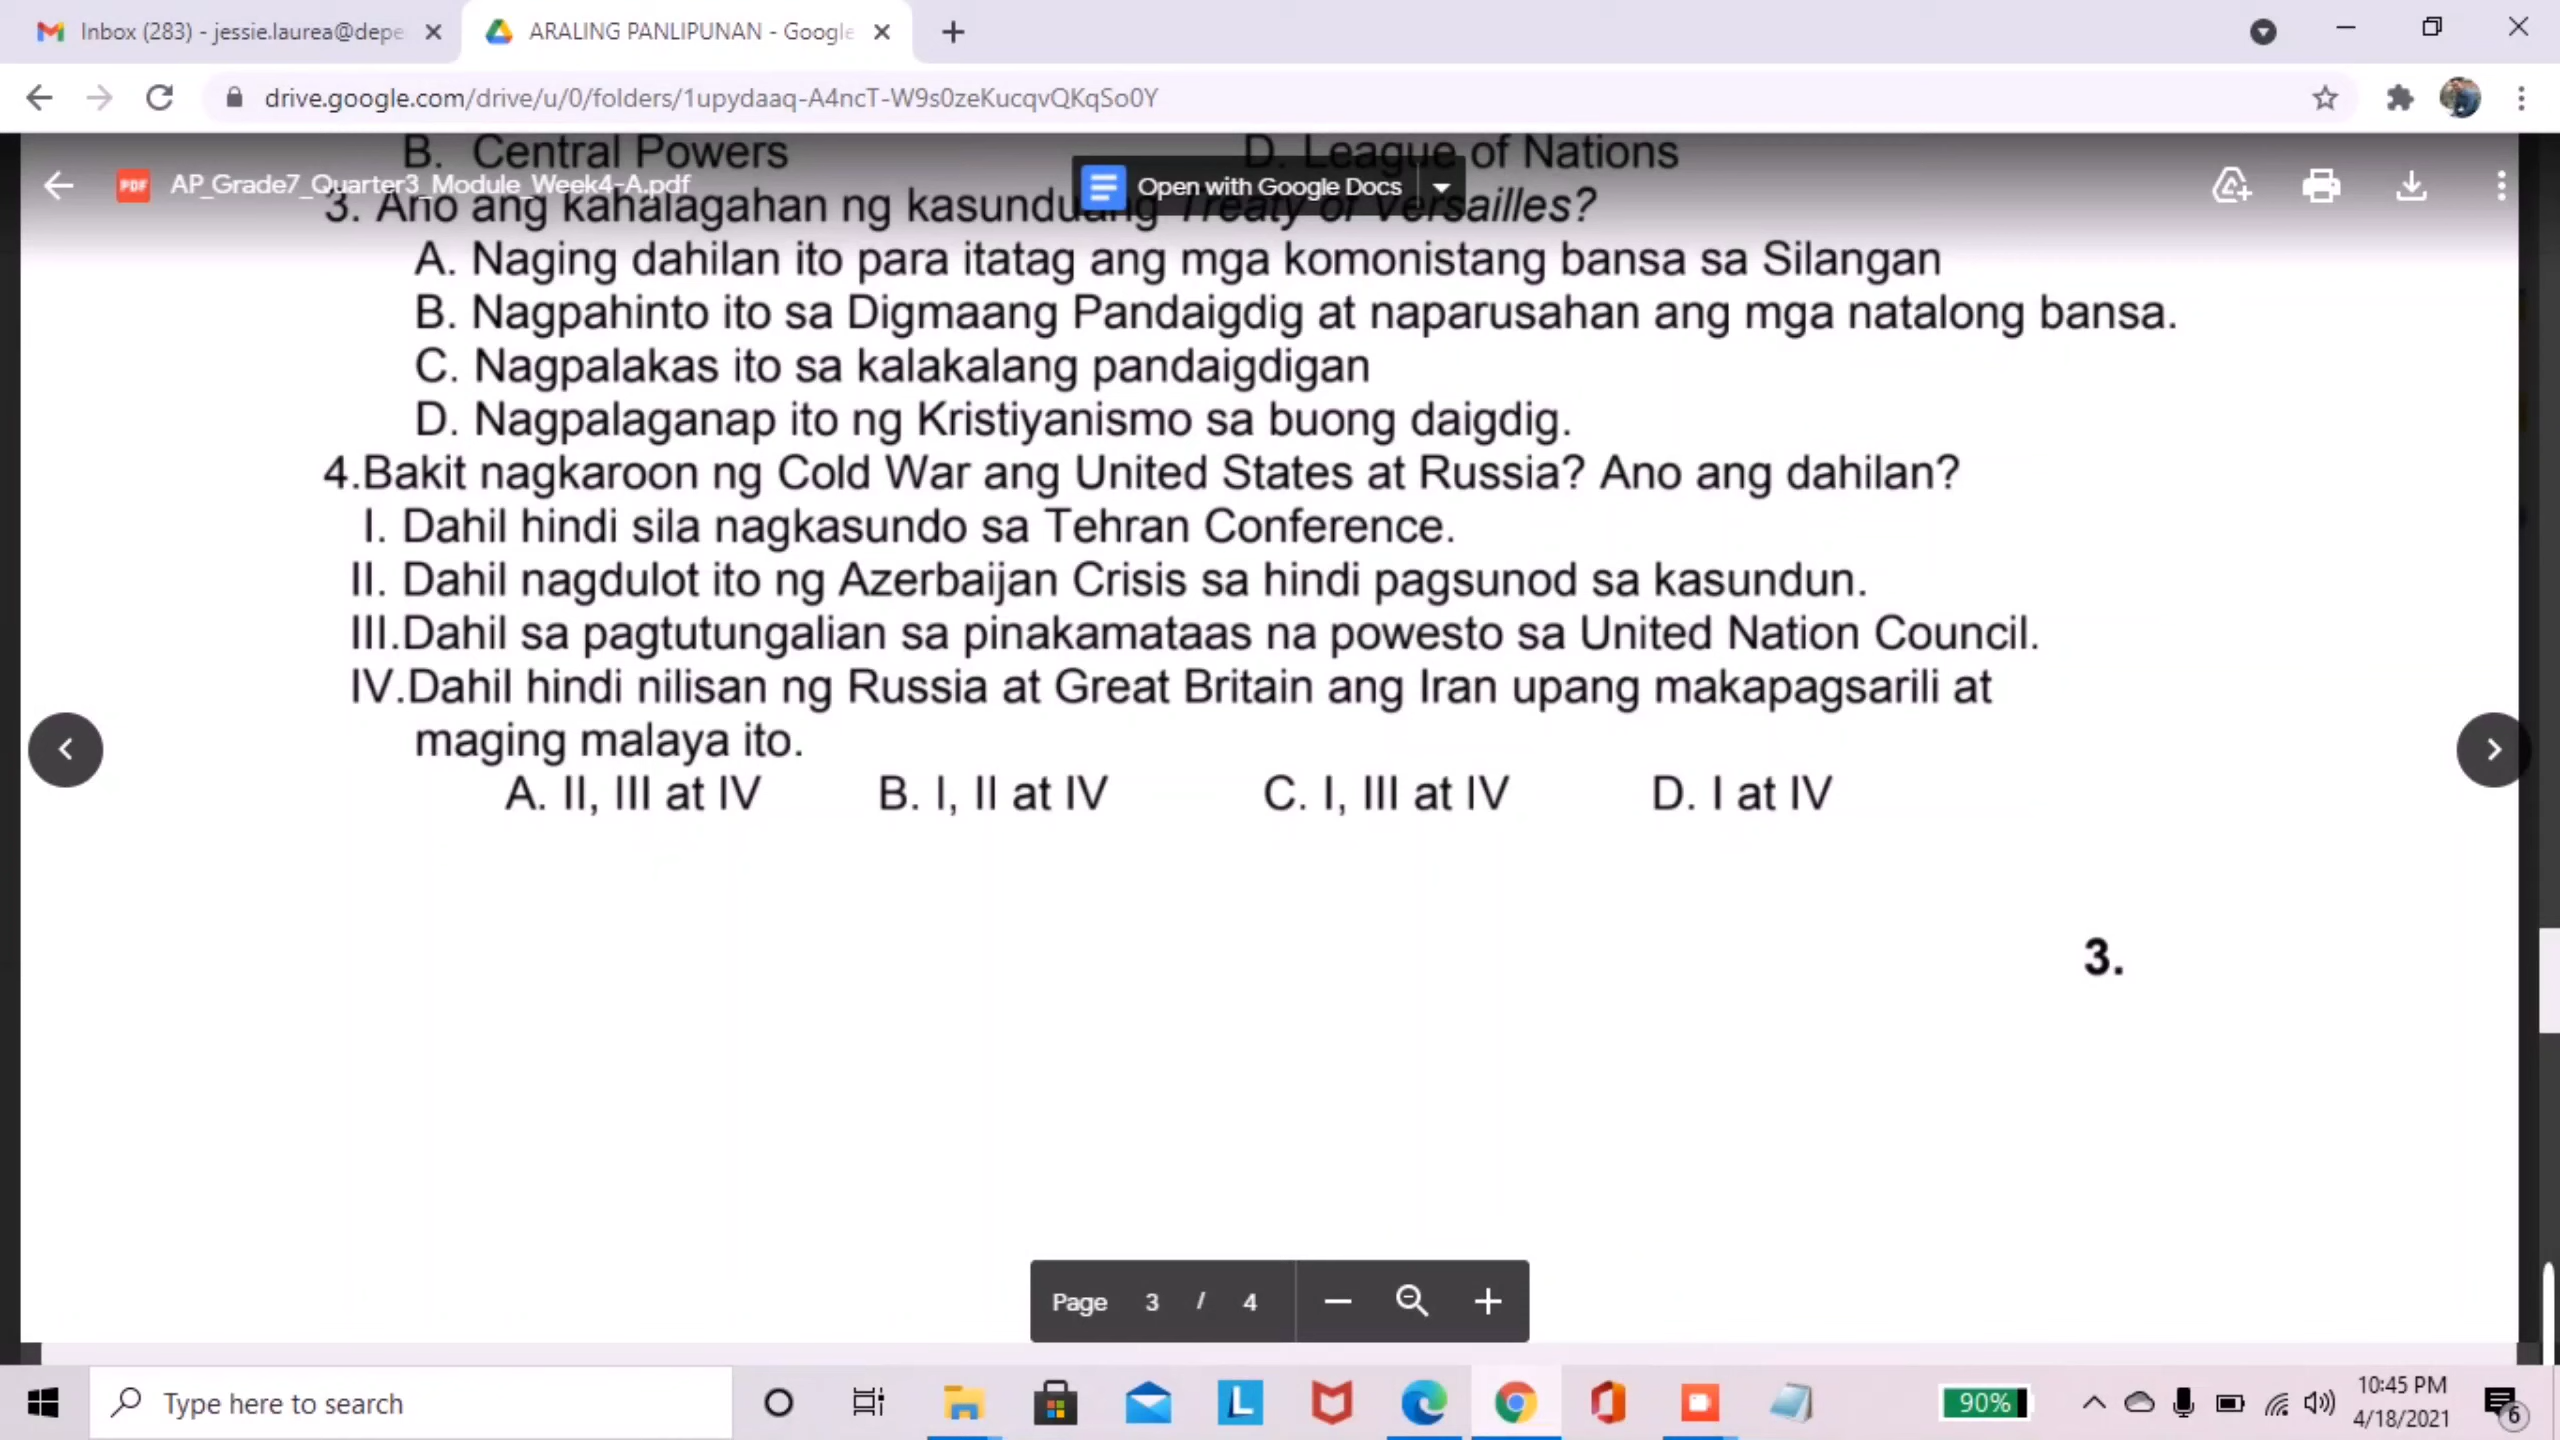 Inbox (283) - jessie.laurea@depe
ARALING PANLIPUNAN - Google
drive.google.com/drive/u/0/folders/1upydaaq-A4ncT-W9s0zeKucqvQKqSo0Y
B. Central Powers D. League of Nations
AP_Grade7_Quarter3_Module_Week4-A.pdf
Open with Google Docs
3. Ano ang kahalagahan ng kasunduang Treaty of Versailles?
A. Naging dahilan ito para itatag ang mga komonistang bansa sa Silangan
B. Nagpahinto ito sa Digmaang Pandaigdig at naparusahan ang mga natalong bansa.
C. Nagpalakas ito sa kalakalang pandaigdigan
D. Nagpalaganap ito ng Kristiyanismo sa buong daigdig.
4.Bakit nagkaroon ng Cold War ang United States at Russia? Ano ang dahilan?
I. Dahil hindi sila nagkasundo sa Tehran Conference.
II. Dahil nagdulot ito ng Azerbaijan Crisis sa hindi pagsunod sa kasundun.
III.Dahil sa pagtutungalian sa pinakamataas na powesto sa United Nation Council.
IV.Dahil hindi nilisan ng Russia at Great Britain ang Iran upang makapagsarili at
maging malaya ito.
A. II, III at IV B. I, II at IV C. I, III at IV D. I at IV
3.
Page 3 / 4
Type here to search
90%
10:45 PM
4/18/2021
6